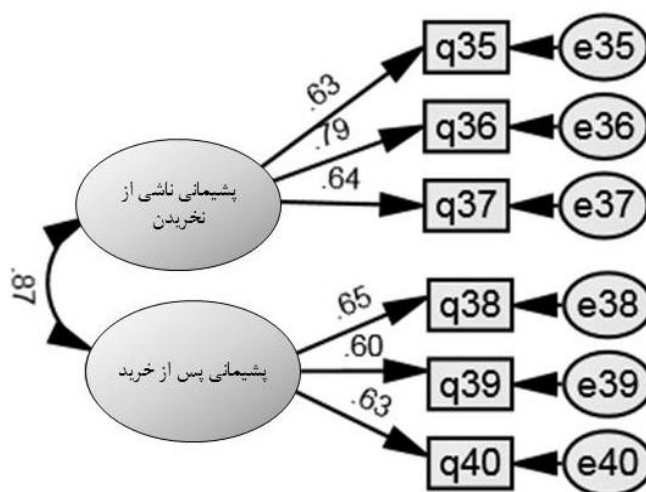 q35 e35
.63
q36 e36
.79
.64
q37 e37
پشیمانی ناشی از
نخریدن
.87
q38 e38
.65
.60
q39 e39
پشیمانی پس از خرید
.63
q40 e40